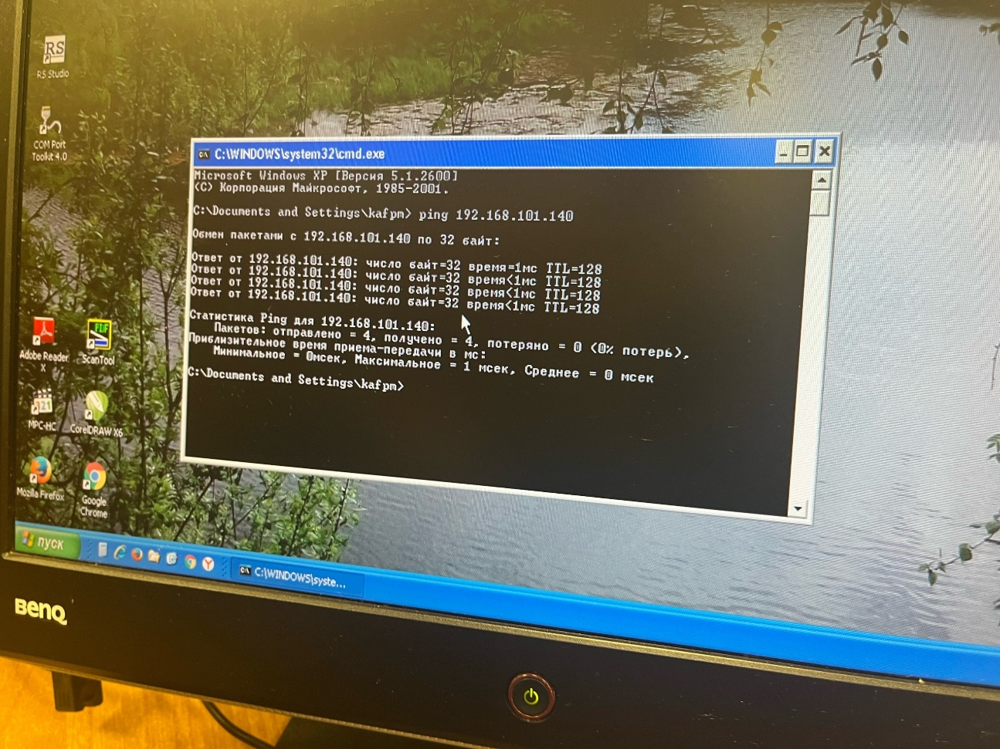 RS
RS Studio
COM Port
Toolkit 4.0
C:\WINDOWS\system32\cmd.exe
Microsoft Windows XP [Версия 5.1.2600]
(C) Корпорация Майкрософт, 1985-2001.
C:\Documents and Settings\kafpm> ping 192.168.101.140
Обмен пакетами с 192.168.101.140 по 32 байт:
Ответ от 192.168.101.140: число байт=32 время=1мс TTL=128
Ответ от 192.168.101.140: число байт=32 время<1мс TTL=128
Ответ от 192.168.101.140: число байт=32 время<1мс TTL=128
Ответ от 192.168.101.140: число байт=32 время<1мс TTL=128
Статистика Ping для 192.168.101.140:
Пакетов: отправлено = 4, получено = 4, потеряно = 0 (0% потерь),
Приблизительное время приема-передачи в мс:
Минимальное = 0мсек, Максимальное = 1 мсек, Среднее = 0 мсек
C:\Documents and Settings\kafpm>
PDF
Adobe Reader
X
ScanTool
321
MPC-HC
CorelDRAW X6
Mozilla Firefox
Google
Chrome
пуск
C:\WINDOWS\syste...
BenQ